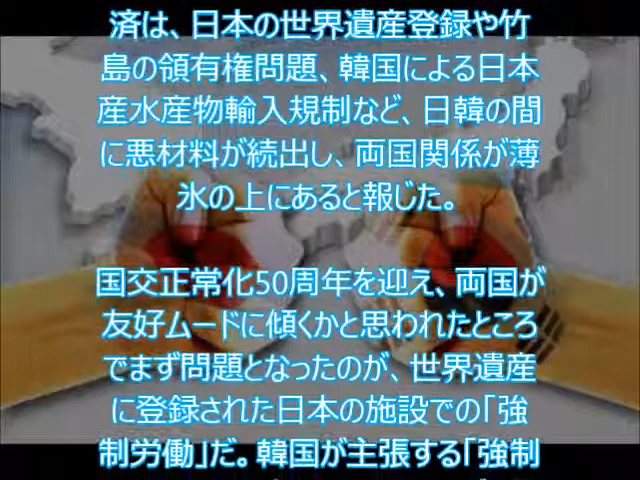 済は、日本の世界遺産登録や竹
島の領有権問題、韓国による日本
産水産物輸入規制など、日韓の間
に悪材料が続出し、両国関係が薄
氷の上にあると報じた。
国交正常化50周年を迎え、両国が
友好ムードに傾くかと思われたところ
でまず問題となったのが、世界遺産
に登録された日本の施設での「強
制労働」だ。韓国が主張する「強制